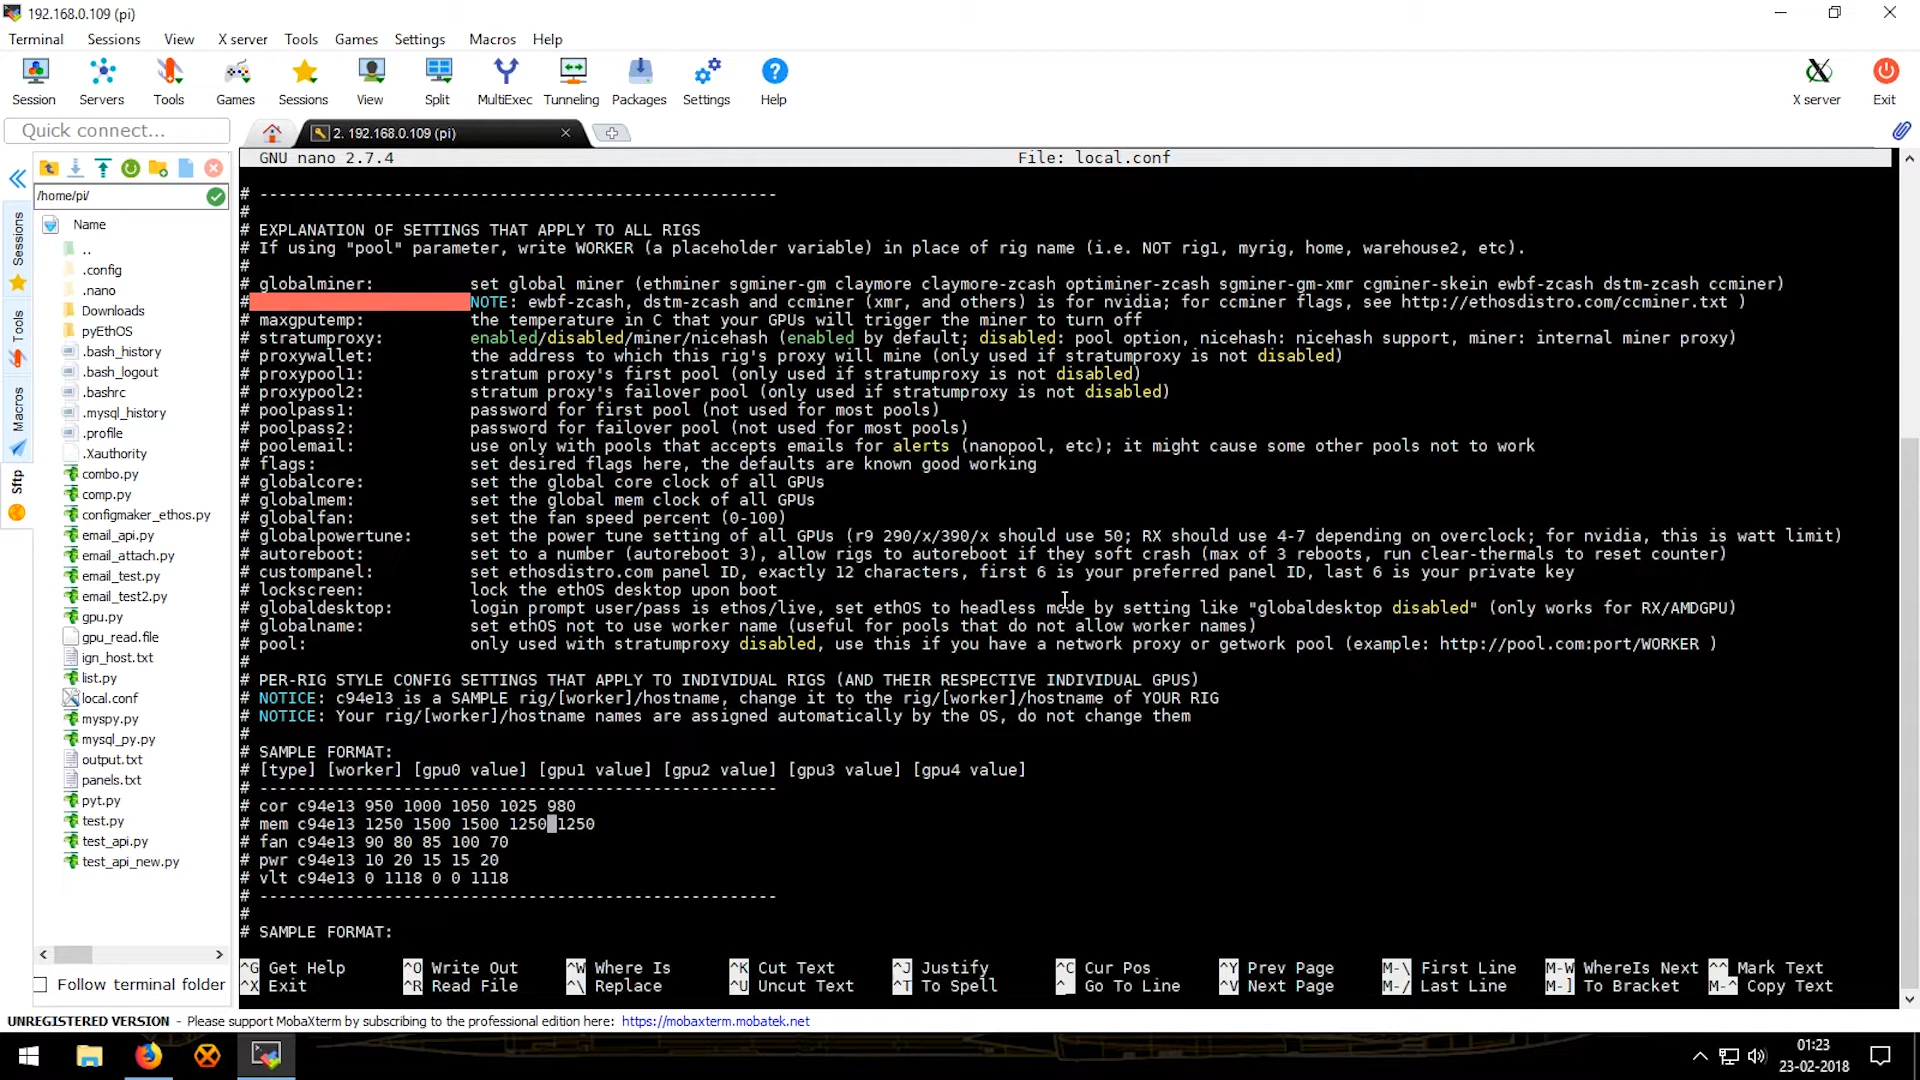 192.168.0.109 (pi)
Terminal Sessions View X server Tools Games Settings Macros Help
Session Servers Tools Games Sessions View Split MultiExec Tunneling Packages Settings Help X server Exit
Quick connect...
2. 192.168.0.109 (pi)
Sessions
Tools
Macros
Sftp
/home/pi/
Name
..
.config
.nano
Downloads
pyEthOS
.bash_history
.bash_logout
.bashrc
.mysql_history
.profile
.Xauthority
combo.py
comp.py
configmaker_ethos.py
email_api.py
email_attach.py
email_test.py
email_test2.py
gpu.py
gpu_read.file
ign_host.txt
list.py
local.conf
myspy.py
mysql_py.py
output.txt
panels.txt
pyt.py
test.py
test_api.py
test_api_new.py
Follow terminal folder
GNU nano 2.7.4 File: local.conf
# ------------------------------------------------------
#
# EXPLANATION OF SETTINGS THAT APPLY TO ALL RIGS
# If using "pool" parameter, write WORKER (a placeholder variable) in place of rig name (i.e. NOT rig1, myrig, home, warehouse2, etc).
#
# globalminer: set global miner (ethminer sgminer-gm claymore claymore-zcash optiminer-zcash sgminer-gm-xmr cgminer-skein ewbf-zcash dstm-zcash ccminer)
# NOTE: ewbf-zcash, dstm-zcash and ccminer (xmr, and others) is for nvidia; for ccminer flags, see http://ethosdistro.com/ccminer.txt )
# maxgputemp: the temperature in C that your GPUs will trigger the miner to turn off
# stratumproxy: enabled/disabled/miner/nicehash (enabled by default; disabled: pool option, nicehash: nicehash support, miner: internal miner proxy)
# proxywallet: the address to which this rig's proxy will mine (only used if stratumproxy is not disabled)
# proxypool1: stratum proxy's first pool (only used if stratumproxy is not disabled)
# proxypool2: stratum proxy's failover pool (only used if stratumproxy is not disabled)
# poolpass1: password for first pool (not used for most pools)
# poolpass2: password for failover pool (not used for most pools)
# poolemail: use only with pools that accepts emails for alerts (nanopool, etc); it might cause some other pools not to work
# flags: set desired flags here, the defaults are known good working
# globalcore: set the global core clock of all GPUs
# globalmem: set the global mem clock of all GPUs
# globalfan: set the fan speed percent (0-100)
# globalpowertune: set the power tune setting of all GPUs (r9 290/x/390/x should use 50; RX should use 4-7 depending on overclock; for nvidia, this is watt limit)
# autoreboot: set to a number (autoreboot 3), allow rigs to autoreboot if they soft crash (max of 3 reboots, run clear-thermals to reset counter)
# custompanel: set ethosdistro.com panel ID, exactly 12 characters, first 6 is your preferred panel ID, last 6 is your private key
# lockscreen: lock the ethOS desktop upon boot
# globaldesktop: login prompt user/pass is ethos/live, set ethOS to headless mode by setting like "globaldesktop disabled" (only works for RX/AMDGPU)
# globalname: set ethOS not to use worker name (useful for pools that do not allow worker names)
# pool: only used with stratumproxy disabled, use this if you have a network proxy or getwork pool (example: http://pool.com:port/WORKER )
#
# PER-RIG STYLE CONFIG SETTINGS THAT APPLY TO INDIVIDUAL RIGS (AND THEIR RESPECTIVE INDIVIDUAL GPUS)
# NOTICE: c94e13 is a SAMPLE rig/[worker]/hostname, change it to the rig/[worker]/hostname of YOUR RIG
# NOTICE: Your rig/[worker]/hostname names are assigned automatically by the OS, do not change them
#
# SAMPLE FORMAT:
# [type] [worker] [gpu0 value] [gpu1 value] [gpu2 value] [gpu3 value] [gpu4 value]
# ------------------------------------------------------
# cor c94e13 950 1000 1050 1025 980
# mem c94e13 1250 1500 1500 1250 1250
# fan c94e13 90 80 85 100 70
# pwr c94e13 10 20 15 15 20
# vlt c94e13 0 1118 0 0 1118
# ------------------------------------------------------
#
# SAMPLE FORMAT:
^G Get Help ^O Write Out ^W Where Is ^K Cut Text ^J Justify ^C Cur Pos ^Y Prev Page M-\ First Line M-W WhereIs Next ^^ Mark Text
^X Exit ^R Read File ^\ Replace ^U Uncut Text ^T To Spell ^_ Go To Line ^V Next Page M-/ Last Line M-] To Bracket M-^ Copy Text
UNREGISTERED VERSION - Please support MobaXterm by subscribing to the professional edition here: https://mobaxterm.mobatek.net
01:23
23-02-2018